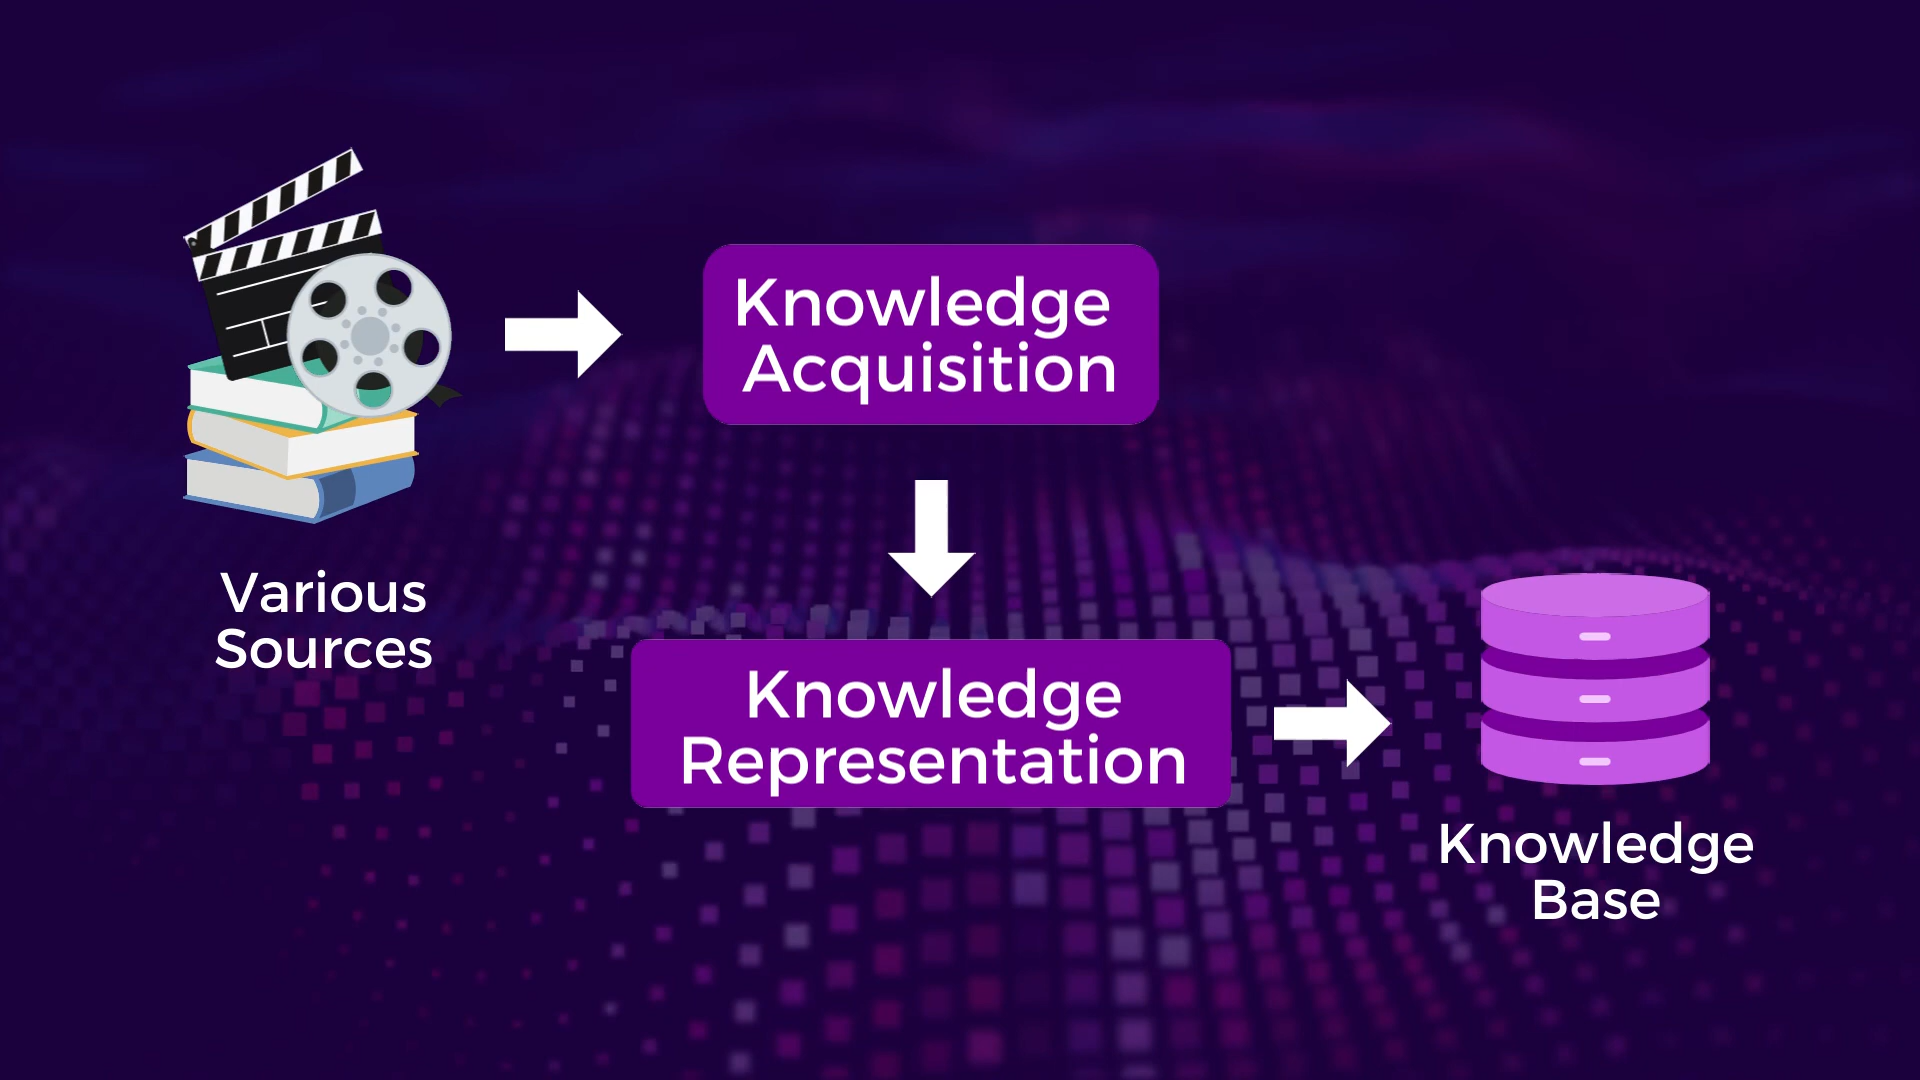 Knowledge
Acquisition
Various
Sources
Knowledge
Representation
Knowledge
Base